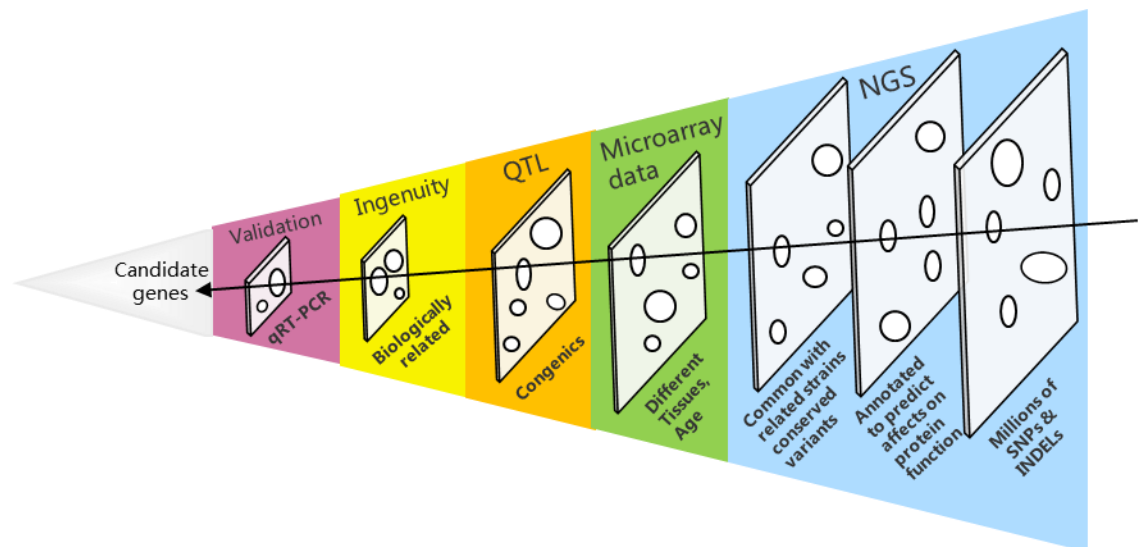 NGS
Microarray
data
QTL
Ingenuity
Validation
Candidate
genes
qRT-PCR
Biologically
related
Congenics
Different
Tissues,
Age
Common with
related strains
conserved
variants
Annotated
to predict
affects on
protein
function
Millions of
SNPs &
INDELs